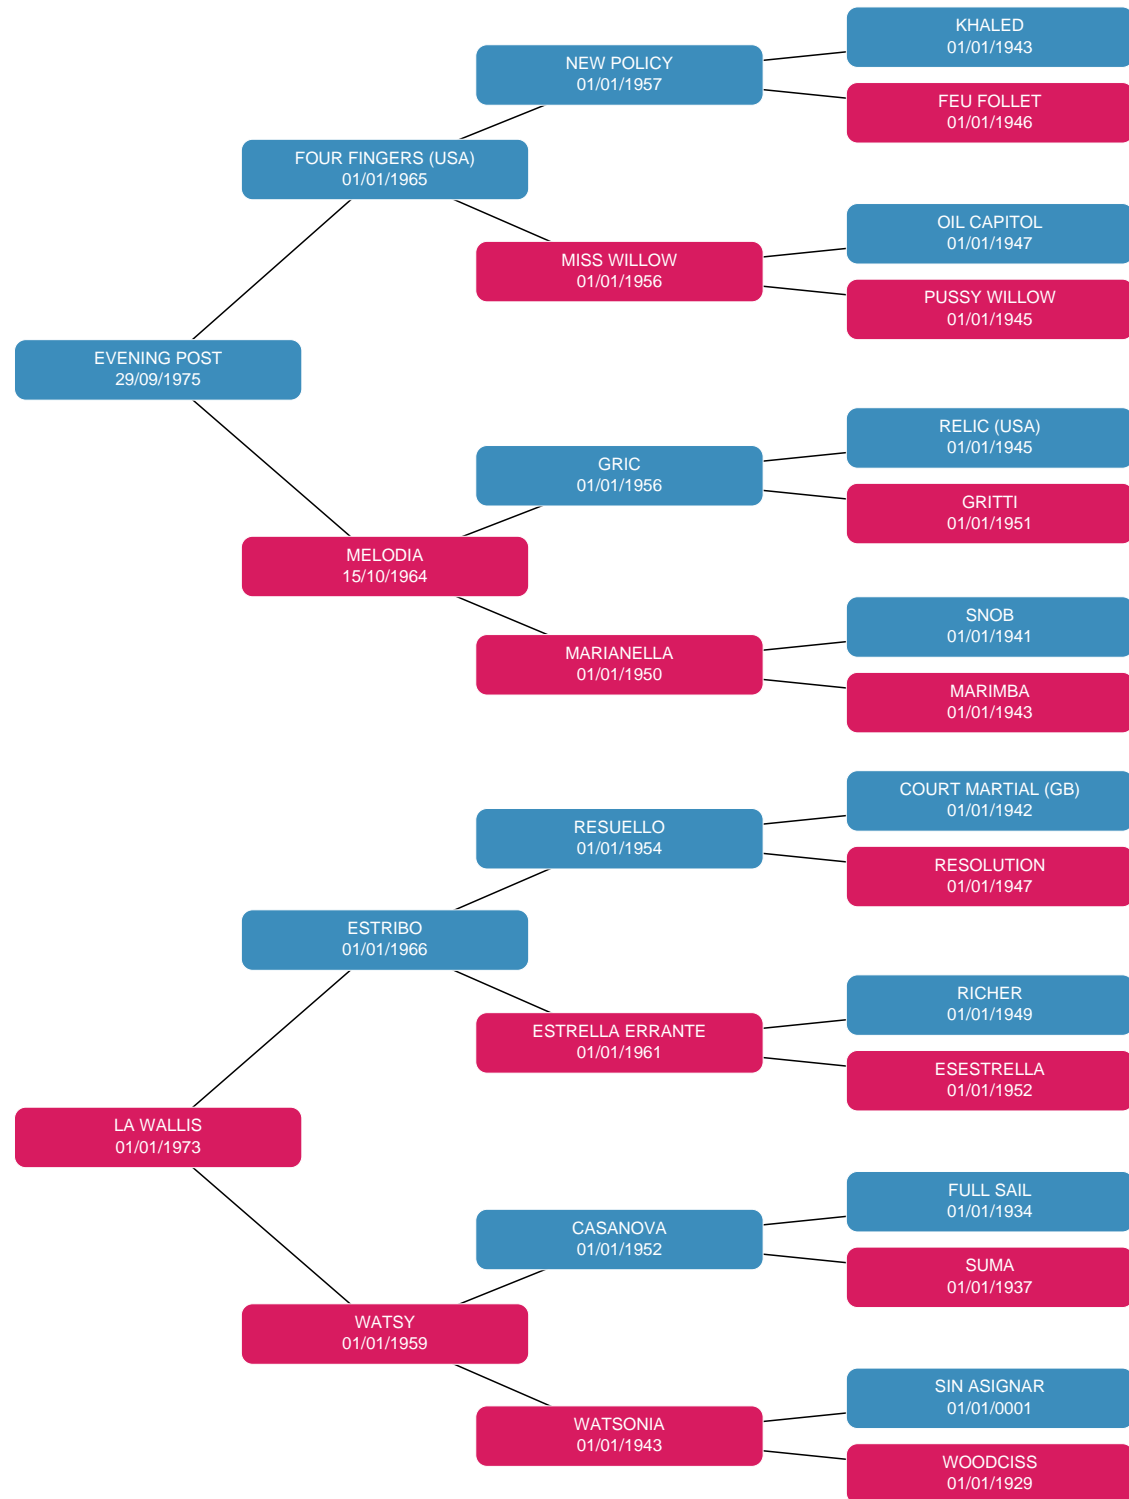 KHALED
01/01/1943
NEW POLICY
01/01/1957
FEU FOLLET
01/01/1946
FOUR FINGERS (USA)
01/01/1965
OIL CAPITOL
01/01/1947
MISS WILLOW
01/01/1956
PUSSY WILLOW
01/01/1945
EVENING POST
29/09/1975
RELIC (USA)
01/01/1945
GRIC
01/01/1956
GRITTI
01/01/1951
MELODIA
15/10/1964
SNOB
01/01/1941
MARIANELLA
01/01/1950
MARIMBA
01/01/1943
COURT MARTIAL (GB)
01/01/1942
RESUELLO
01/01/1954
RESOLUTION
01/01/1947
ESTRIBO
01/01/1966
RICHER
01/01/1949
ESTRELLA ERRANTE
01/01/1961
ESESTRELLA
01/01/1952
LA WALLIS
01/01/1973
FULL SAIL
01/01/1934
CASANOVA
01/01/1952
SUMA
01/01/1937
WATSY
01/01/1959
SIN ASIGNAR
01/01/0001
WATSONIA
01/01/1943
WOODCISS
01/01/1929